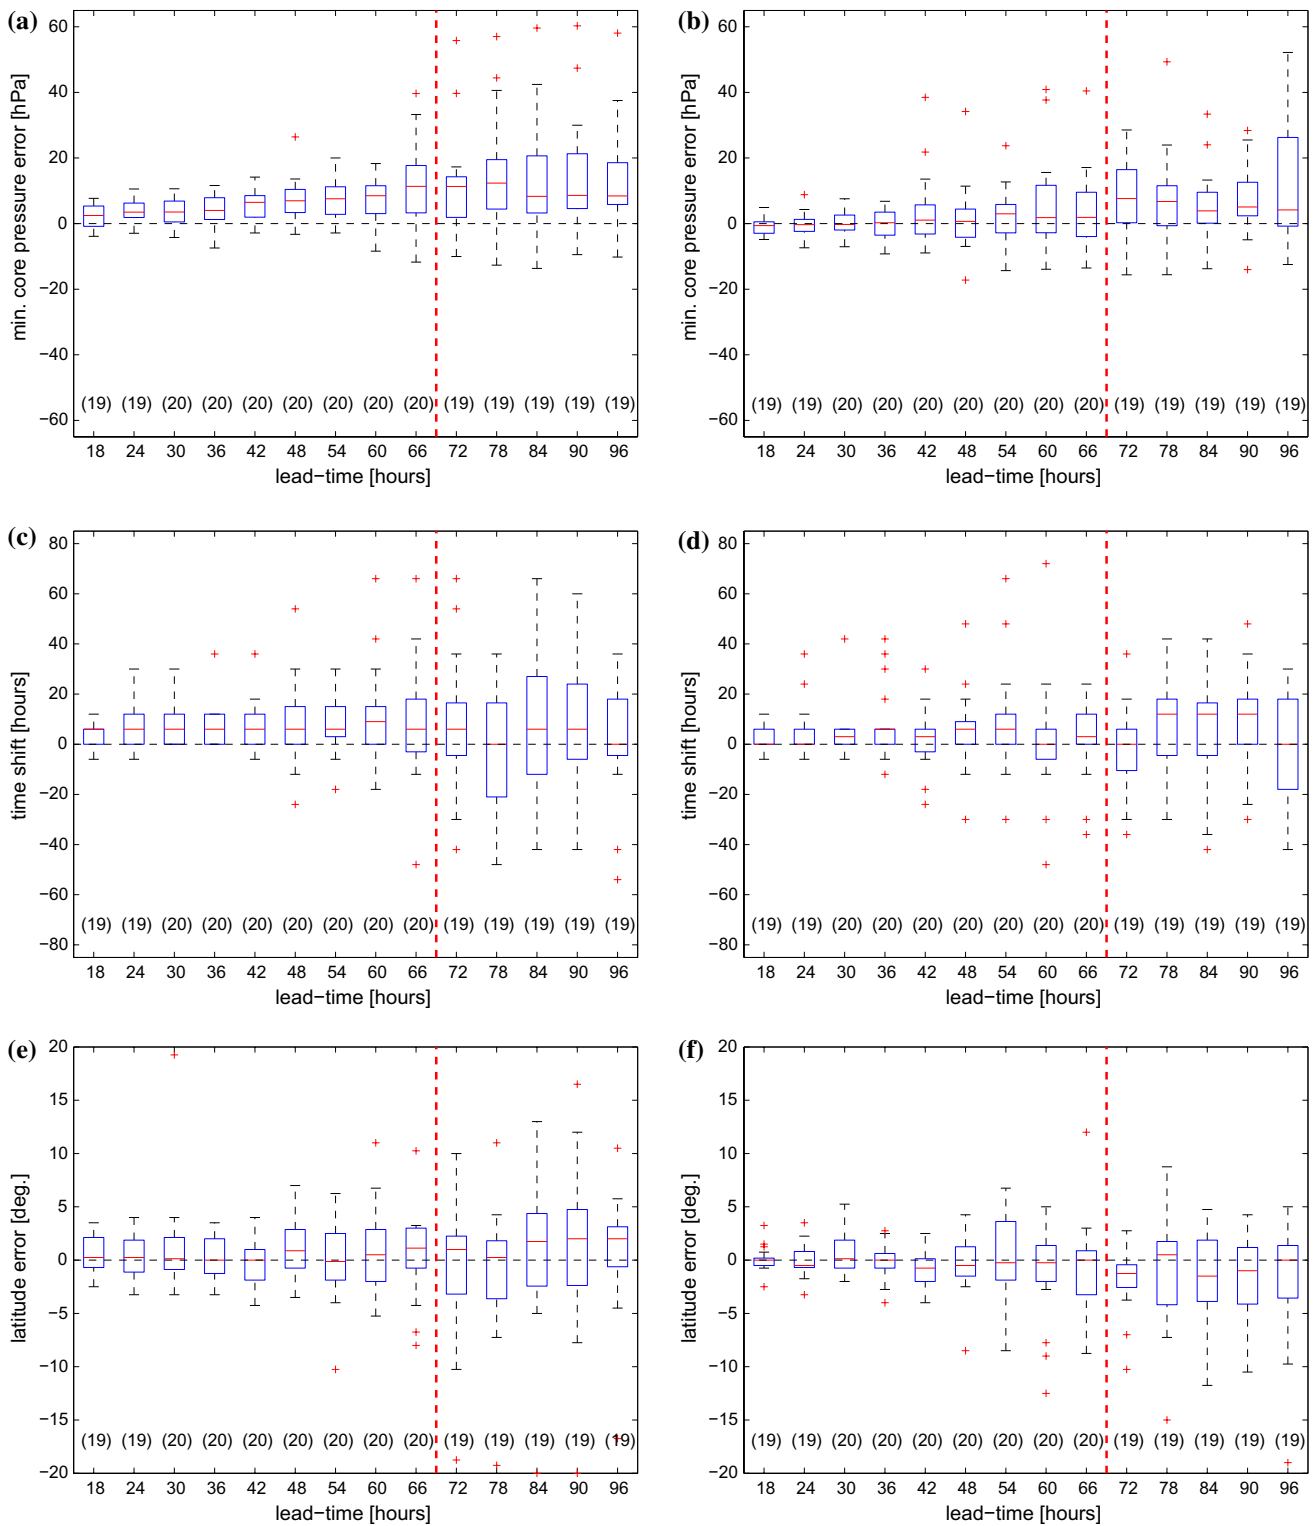 (a)
60
40
20
0
−20
−40
−60
min. core pressure error [hPa]
(19) (19) (20) (20) (20) (20) (20) (20) (20) (19) (19) (19) (19) (19)
18 24 30 36 42 48 54 60 66 72 78 84 90 96
lead−time [hours]
(b)
60
40
20
0
−20
−40
−60
min. core pressure error [hPa]
(19) (19) (20) (20) (20) (20) (20) (20) (20) (19) (19) (19) (19) (19)
18 24 30 36 42 48 54 60 66 72 78 84 90 96
lead−time [hours]
(c)
80
60
40
20
0
−20
−40
−60
−80
time shift [hours]
(19) (19) (20) (20) (20) (20) (20) (20) (20) (19) (19) (19) (19) (19)
18 24 30 36 42 48 54 60 66 72 78 84 90 96
lead−time [hours]
(d)
80
60
40
20
0
−20
−40
−60
−80
time shift [hours]
(19) (19) (20) (20) (20) (20) (20) (20) (20) (19) (19) (19) (19) (19)
18 24 30 36 42 48 54 60 66 72 78 84 90 96
lead−time [hours]
(e)
20
15
10
5
0
−5
−10
−15
−20
latitude error [deg.]
(19) (19) (20) (20) (20) (20) (20) (20) (20) (19) (19) (19) (19) (19)
18 24 30 36 42 48 54 60 66 72 78 84 90 96
lead−time [hours]
(f)
20
15
10
5
0
−5
−10
−15
−20
latitude error [deg.]
(19) (19) (20) (20) (20) (20) (20) (20) (20) (19) (19) (19) (19) (19)
18 24 30 36 42 48 54 60 66 72 78 84 90 96
lead−time [hours]